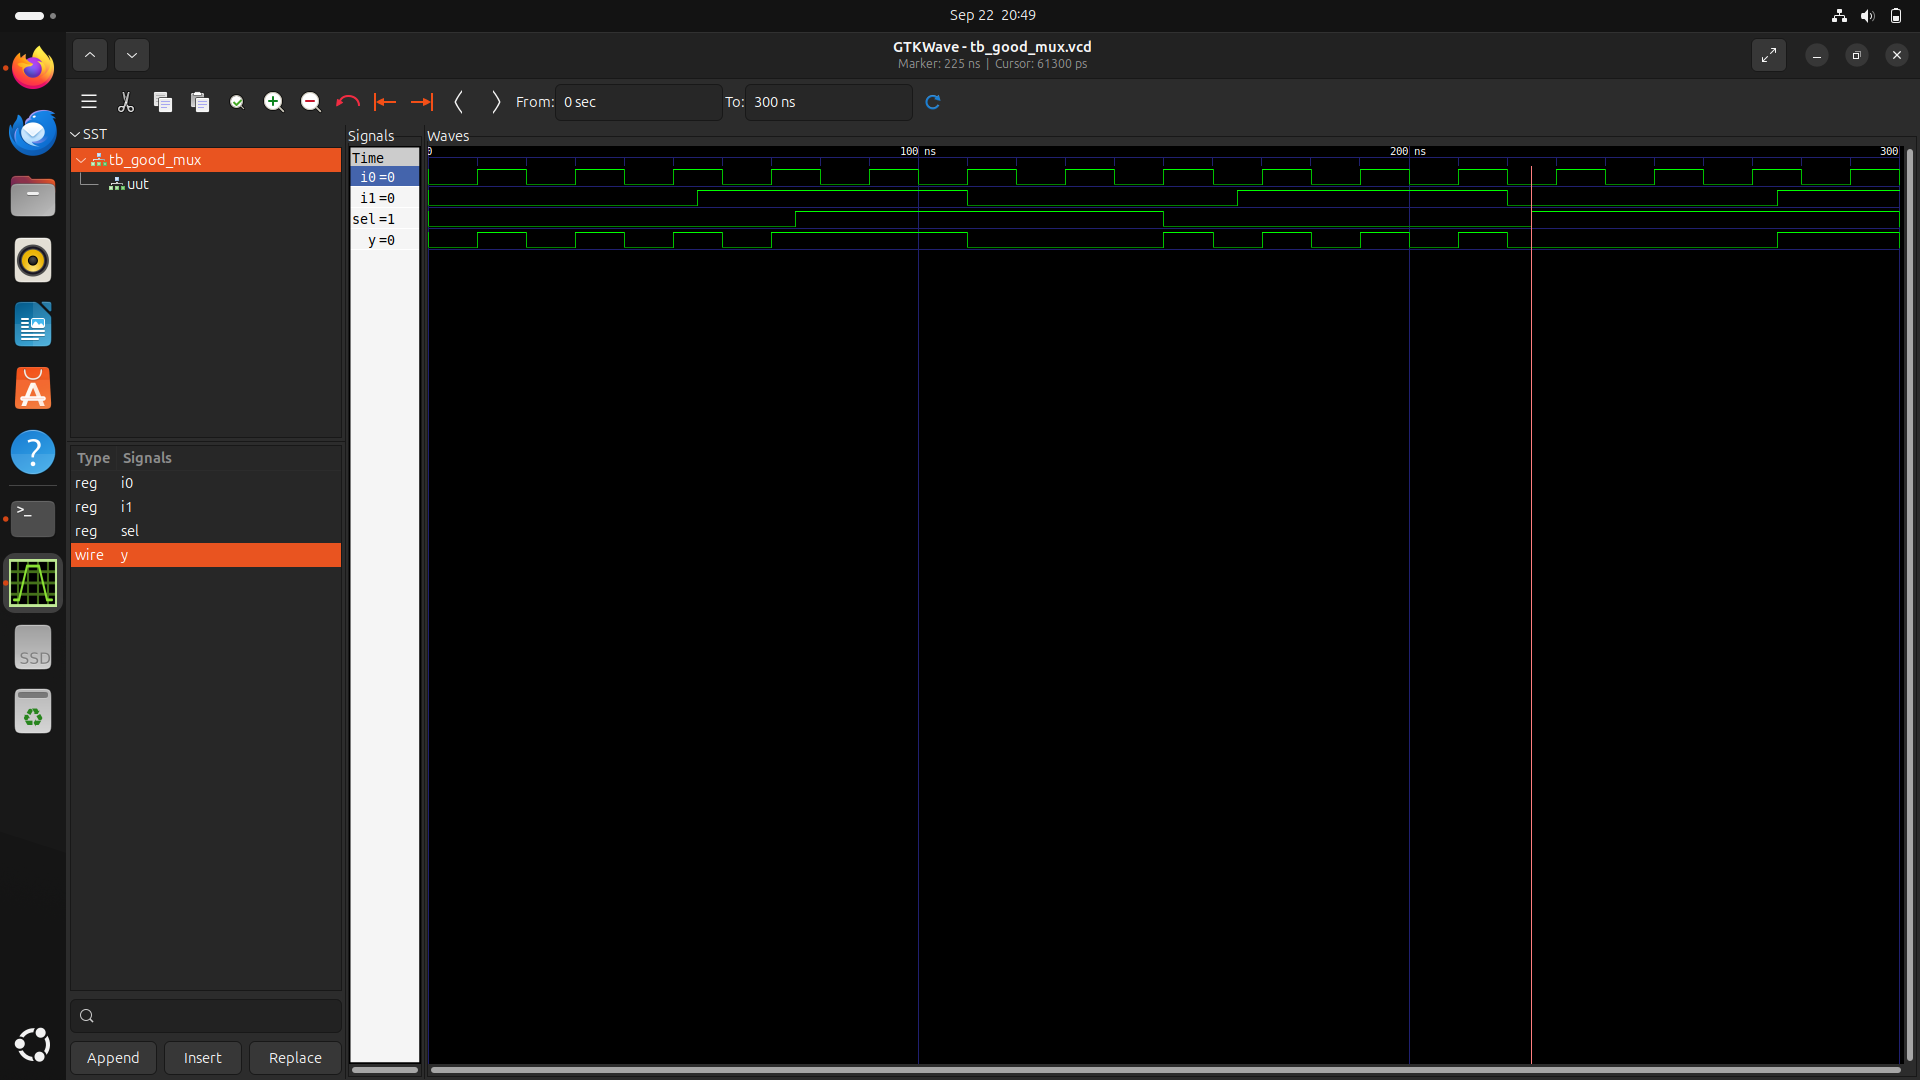 Sep 22 20:49
GTKWave - tb_good_mux.vcd
Marker: 225 ns | Cursor: 61300 ps
From: 0 sec To: 300 ns
SST
tb_good_mux
uut
Type Signals
reg i0
reg i1
reg sel
wire y
Append Insert Replace
Signals
Time
i0 =0
i1 =0
sel =1
y =0
Waves
0 100 ns 200 ns 300
>_
SSD
?